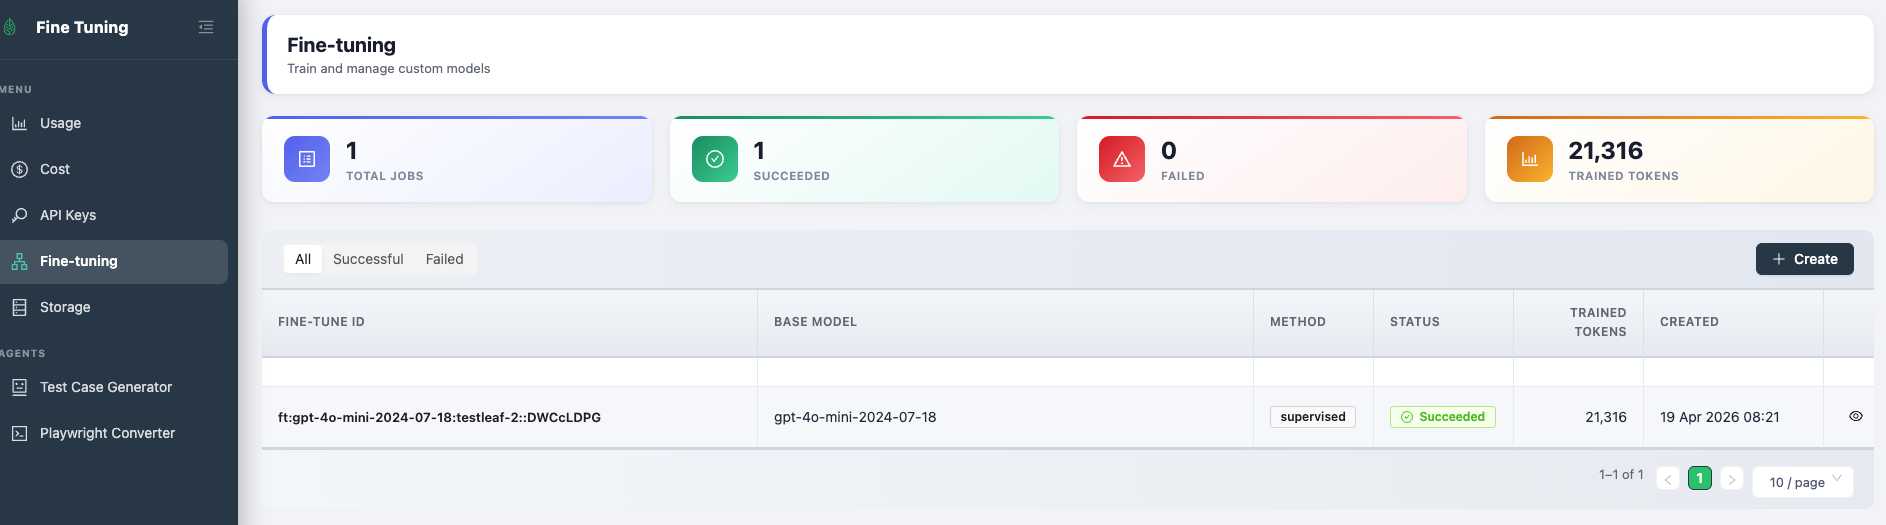 Fine Tuning
MENU
Usage
Cost
API Keys
Fine-tuning
Storage
AGENTS
Test Case Generator
Playwright Converter
Fine-tuning
Train and manage custom models
1
TOTAL JOBS
1
SUCCEEDED
0
FAILED
21,316
TRAINED TOKENS
All Successful Failed
+ Create
FINE-TUNE ID BASE MODEL METHOD STATUS TRAINED TOKENS CREATED
ft:gpt-4o-mini-2024-07-18:testleaf-2::DWCcLDPG gpt-4o-mini-2024-07-18 supervised Succeeded 21,316 19 Apr 2026 08:21
1–1 of 1 < 1 > 10 / page